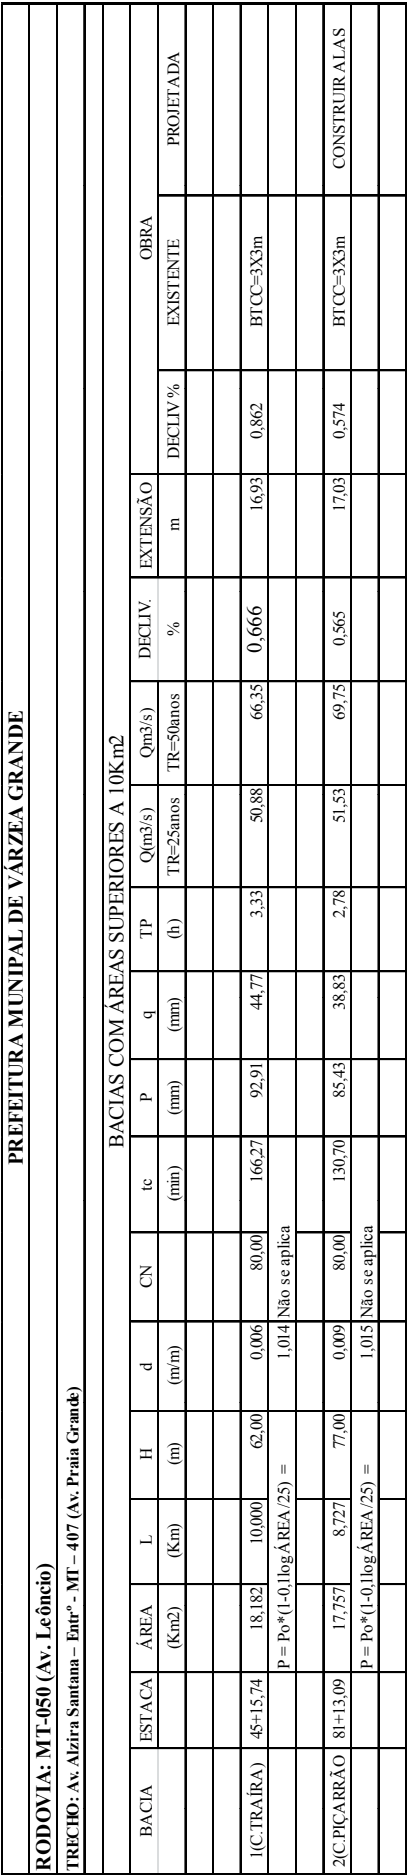 PREFEITURA MUNIPAL DE VÁRZEA GRANDE
RODOVIA: MT-050 (Av. Leôncio)
TRECHO: Av. Alzira Santana – Entrº - MT – 407 (Av. Praia Grande)
BACIAS COM ÁREAS SUPERIORES A 10Km2
BACIA ESTACA ÁREA L H d CN tc P q TP Q(m3/s) Qm3/s) DECLIV. EXTENSÃO OBRA
(Km2) (Km) (m) (m/m) (min) (mm) (mm) (h) TR=25anos TR=50anos % m DECLIV % EXISTENTE PROJETADA
1(C.TRAÍRA) 45+15,74 18,182 10,000 62,00 0,006 80,00 166,27 92,91 44,77 3,33 50,88 66,35 0,666 16,93 0,862 BTCC=3X3m
P = Po*(1-0,1logÁREA/25) = 1,014 Não se aplica
2(C.PIÇARRÃO 81+13,09 17,757 8,727 77,00 0,009 80,00 130,70 85,43 38,83 2,78 51,53 69,75 0,565 17,03 0,574 BTCC=3X3m CONSTRUIR ALAS
P = Po*(1-0,1logÁREA/25) = 1,015 Não se aplica